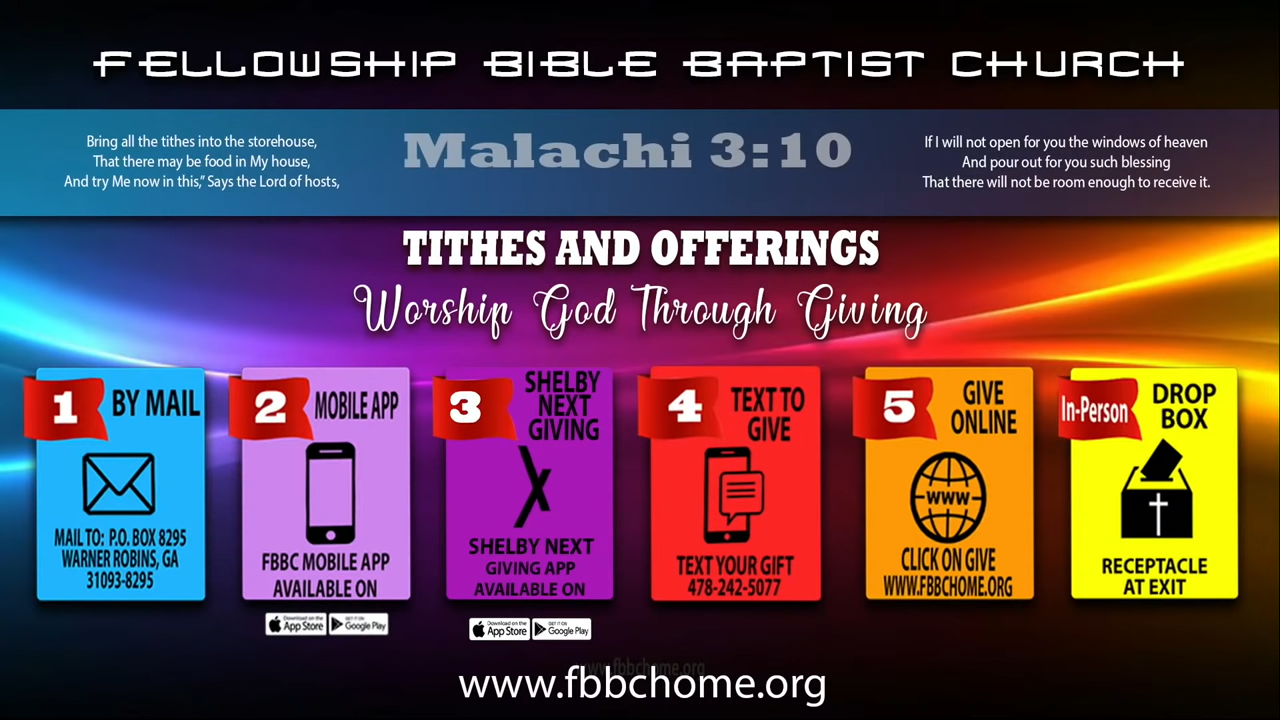 FELLOWSHIP BIBLE BAPTIST CHURCH
Bring all the tithes into the storehouse,
That there may be food in My house,
And try Me now in this,” Says the Lord of hosts,
Malachi 3:10
If I will not open for you the windows of heaven
And pour out for you such blessing
That there will not be room enough to receive it.
TITHES AND OFFERINGS
Worship God Through Giving
1 BY MAIL
MAIL TO: P.O. BOX 8295
WARNER ROBINS, GA
31093-8295
2 MOBILE APP
FBBC MOBILE APP
AVAILABLE ON
Download on the
App Store
GET IT ON
Google Play
3 SHELBY
NEXT
GIVING
SHELBY NEXT
GIVING APP
AVAILABLE ON
Download on the
App Store
GET IT ON
Google Play
4 TEXT TO
GIVE
TEXT YOUR GIFT
478-242-5077
5 GIVE
ONLINE
WWW
CLICK ON GIVE
WWW.FBBCHOME.ORG
In-Person DROP
BOX
RECEPTACLE
AT EXIT
www.fbbchome.org
www.fbbchome.org